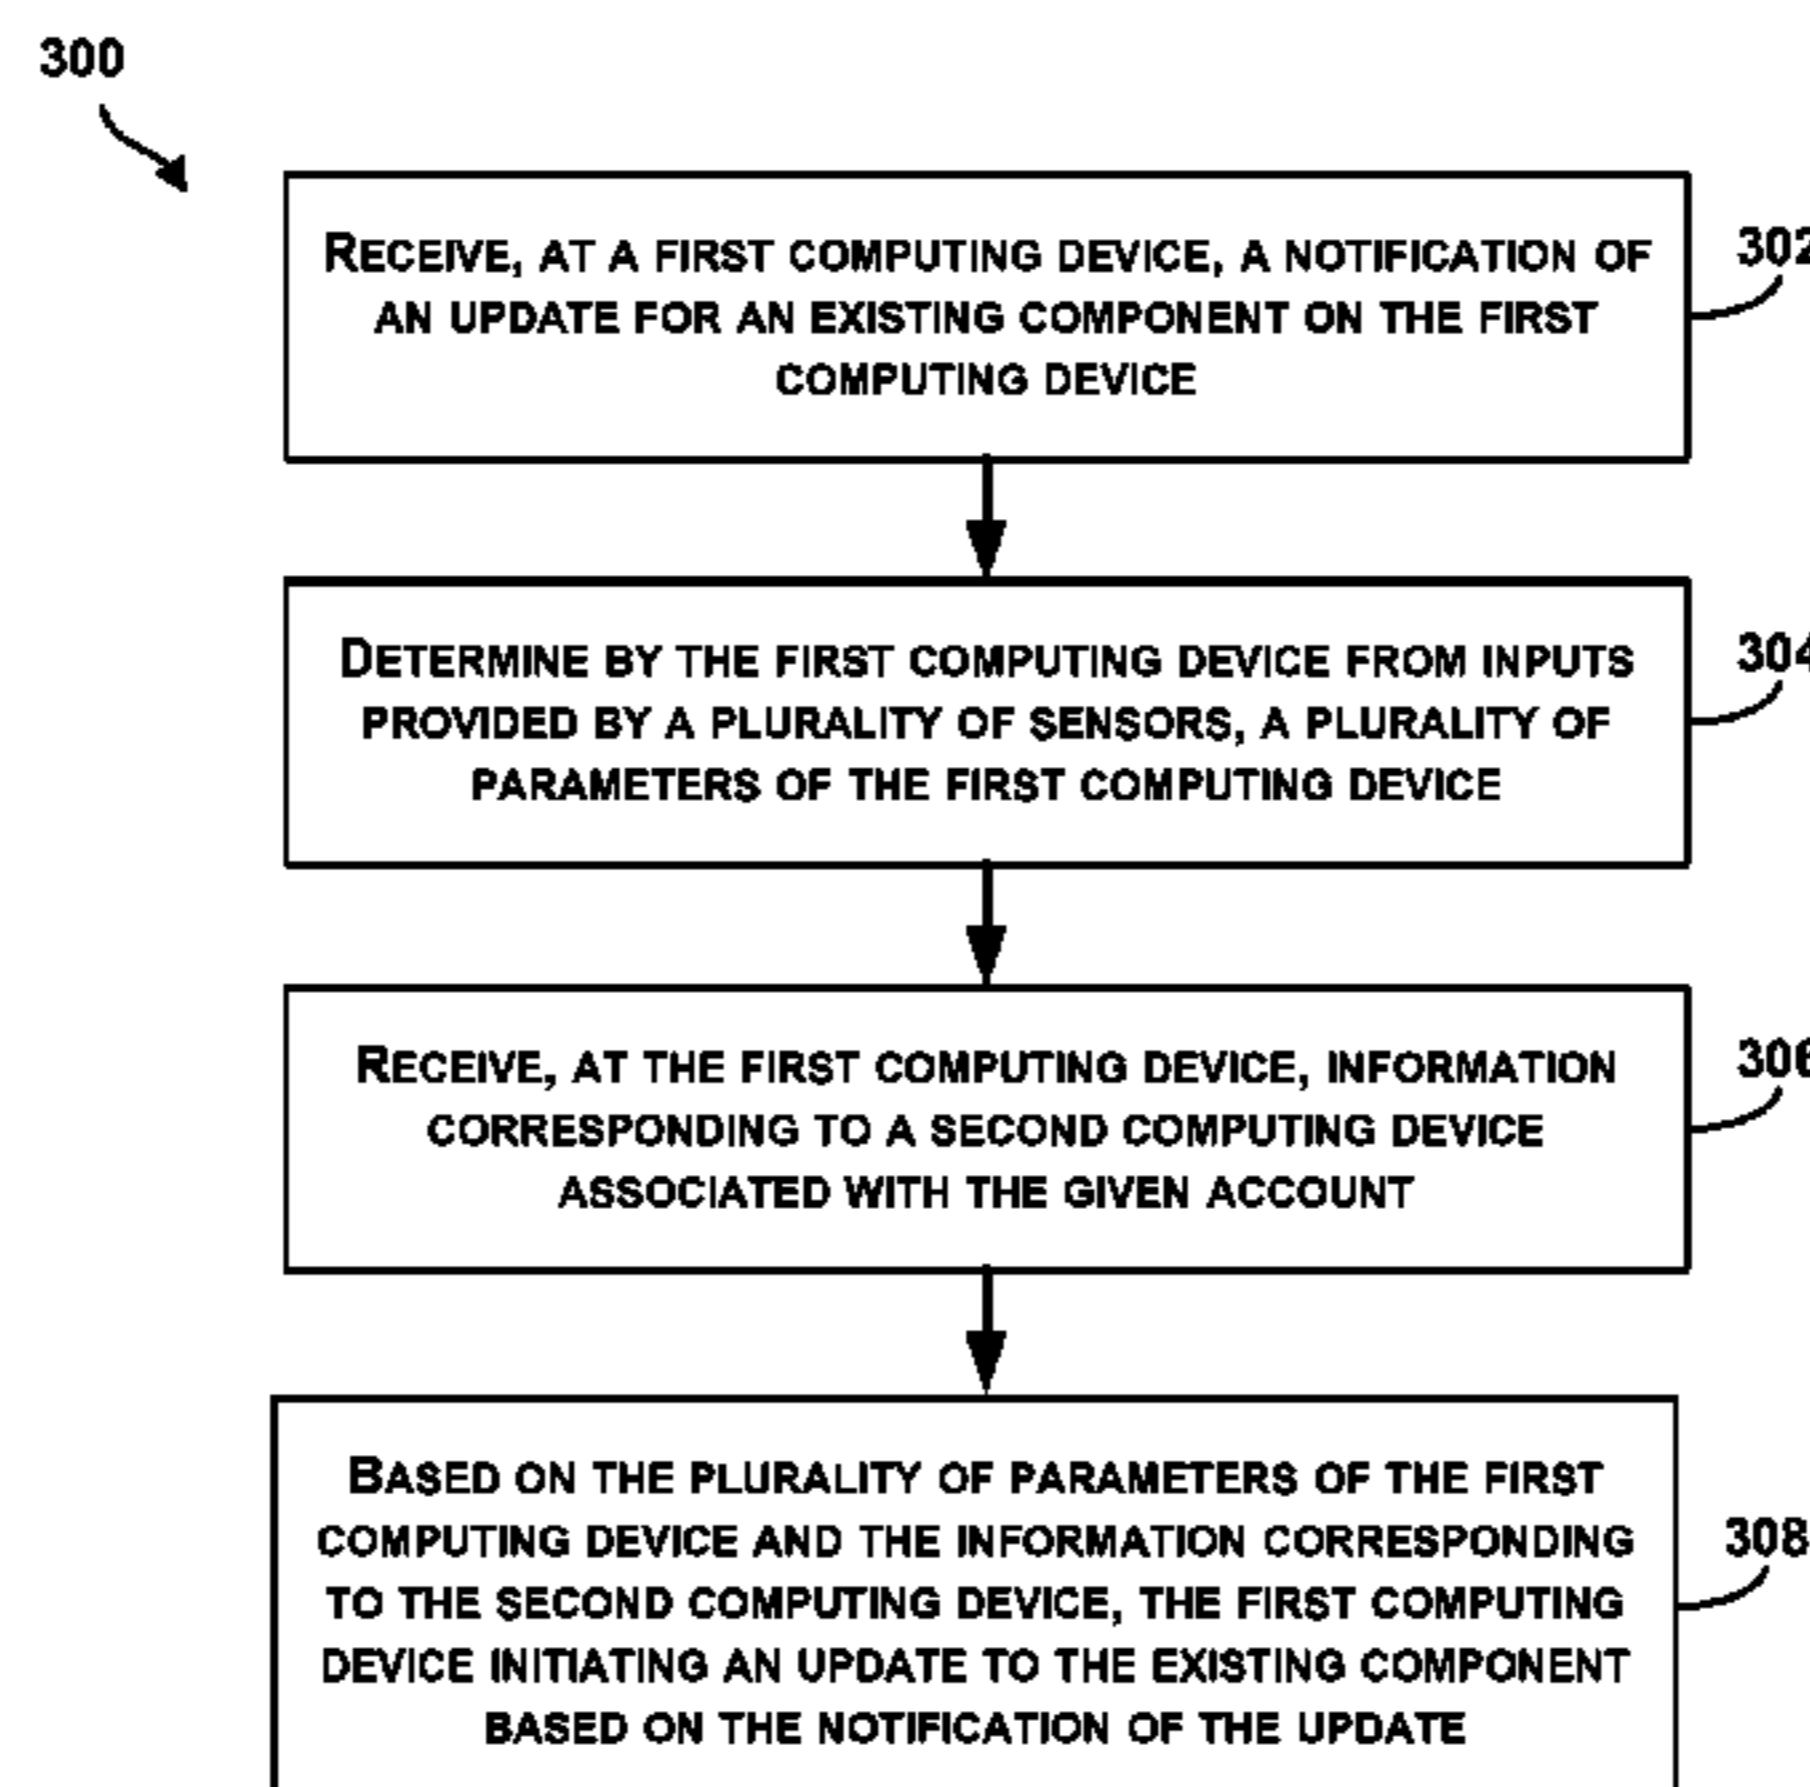 300
RECEIVE, AT A FIRST COMPUTING DEVICE, A NOTIFICATION OF
AN UPDATE FOR AN EXISTING COMPONENT ON THE FIRST
COMPUTING DEVICE
302
DETERMINE BY THE FIRST COMPUTING DEVICE FROM INPUTS
PROVIDED BY A PLURALITY OF SENSORS, A PLURALITY OF
PARAMETERS OF THE FIRST COMPUTING DEVICE
304
RECEIVE, AT THE FIRST COMPUTING DEVICE, INFORMATION
CORRESPONDING TO A SECOND COMPUTING DEVICE
ASSOCIATED WITH THE GIVEN ACCOUNT
306
BASED ON THE PLURALITY OF PARAMETERS OF THE FIRST
COMPUTING DEVICE AND THE INFORMATION CORRESPONDING
TO THE SECOND COMPUTING DEVICE, THE FIRST COMPUTING
DEVICE INITIATING AN UPDATE TO THE EXISTING COMPONENT
BASED ON THE NOTIFICATION OF THE UPDATE
308